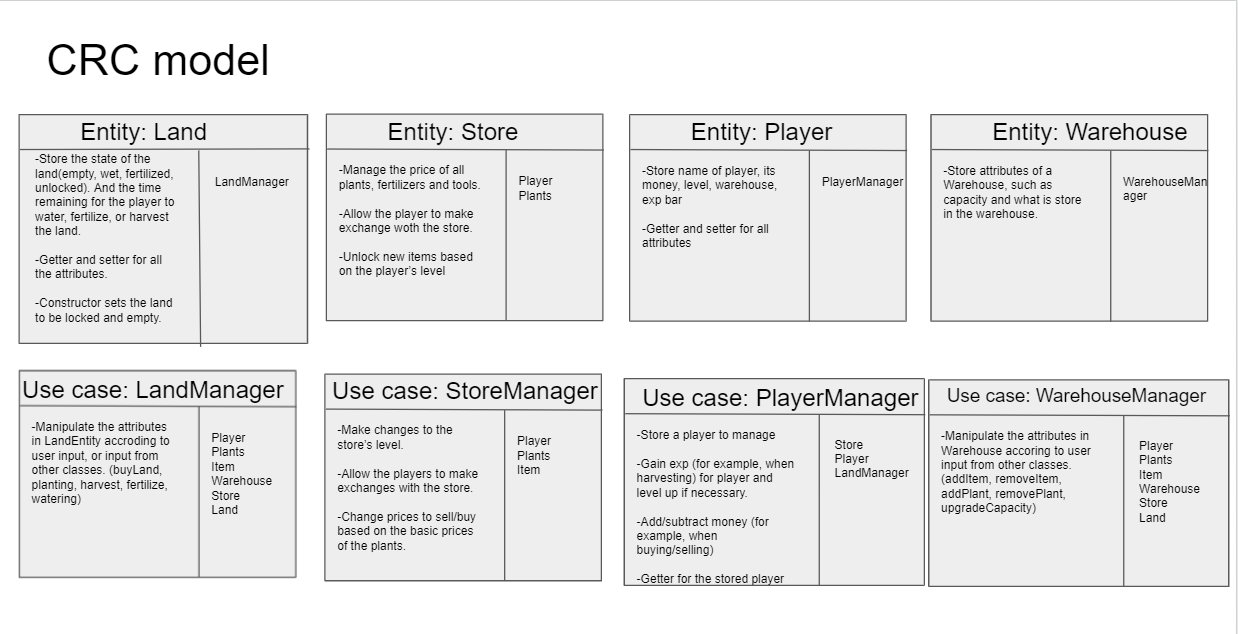 CRC model
Entity: Land
-Store the state of the
land(empty, wet, fertilized,
unlocked). And the time
remaining for the player to
water, fertilize, or harvest
the land.
-Getter and setter for all
the attributes.
-Constructor sets the land
to be locked and empty.
LandManager
Entity: Store
-Manage the price of all
plants, fertilizers and tools.
-Allow the player to make
exchange woth the store.
-Unlock new items based
on the player's level
Player
Plants
Entity: Player
-Store name of player, its
money, level, warehouse,
exp bar
-Getter and setter for all
attributes
PlayerManager
Entity: Warehouse
-Store attributes of a
Warehouse, such as
capacity and what is store
in the warehouse.
WarehouseMan
ager
Use case: LandManager
-Manipulate the attributes
in LandEntity accroding to
user input, or input from
other classes. (buyLand,
planting, harvest, fertilize,
watering)
Player
Plants
Item
Warehouse
Store
Land
Use case: StoreManager
-Make changes to the
store's level.
-Allow the players to make
exchanges with the store.
-Change prices to sell/buy
based on the basic prices
of the plants.
Player
Plants
Item
Use case: PlayerManager
-Store a player to manage
-Gain exp (for example, when
harvesting) for player and
level up if necessary.
-Add/subtract money (for
example, when
buying/selling)
-Getter for the stored player
Store
Player
LandManager
Use case: WarehouseManager
-Manipulate the attributes in
Warehouse accoring to user
input from other classes.
(addItem, removeItem,
addPlant, removePlant,
upgradeCapacity)
Player
Plants
Item
Warehouse
Store
Land